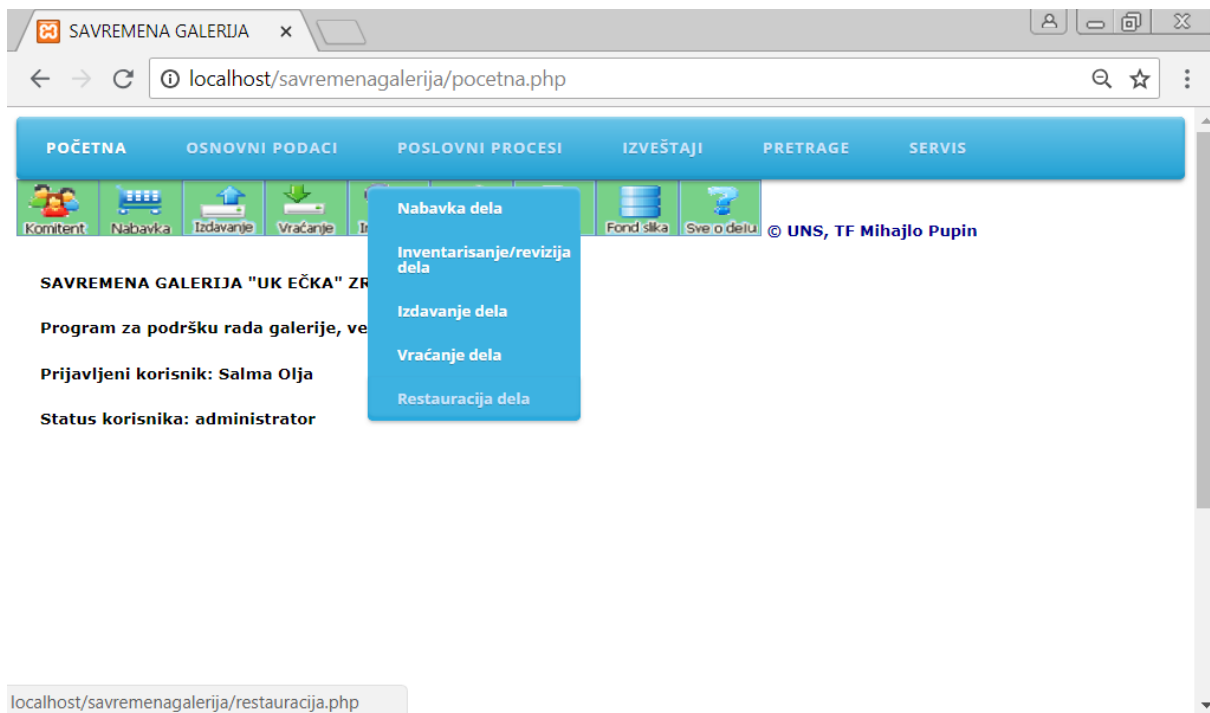 SAVREMENA GALERIJA
localhost/savremenagalerija/pocetna.php
POČETNA OSNOVNI PODACI POSLOVNI PROCESI IZVEŠTAJI PRETRAGE SERVIS
Komitent Nabavka Izdavanje Vraćanje Fond slika Sve o delu © UNS, TF Mihajlo Pupin
Nabavka dela
Inventarisanje/revizija
dela
Izdavanje dela
Vraćanje dela
Restauracija dela
SAVREMENA GALERIJA "UK EČKA" ZR
Program za podršku rada galerije, ve
Prijavljeni korisnik: Salma Olja
Status korisnika: administrator
localhost/savremenagalerija/restauracija.php